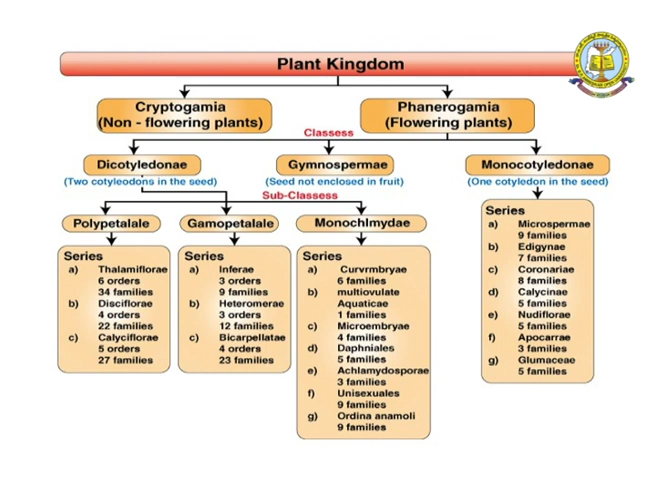 Plant Kingdom
Cryptogamia
(Non - flowering plants)
Phanerogamia
(Flowering plants)
Classess
Dicotyledonae
(Two cotyleodons in the seed)
Gymnospermae
(Seed not enclosed in fruit)
Monocotyledonae
(One cotyledon in the seed)
Sub-Classess
Polypetalale
Gamopetalale
Monochlmydae
Series
a) Thalamiflorae
6 orders
34 families
b) Disciflorae
4 orders
22 families
c) Calyciflorae
5 orders
27 families
Series
a) Inferae
3 orders
9 families
b) Heteromerae
3 orders
12 families
c) Bicarpellatae
4 orders
23 families
Series
a) Curvrmbryae
6 families
b) multiovulate
Aquaticae
1 families
c) Microembryae
4 families
d) Daphniales
5 families
e) Achlamydosporae
3 families
f) Unisexuales
9 families
g) Ordina anamoli
9 families
Series
a) Microspermae
9 families
b) Edigynae
7 families
c) Coronariae
8 families
d) Calycinae
5 families
e) Nudiflorae
5 families
f) Apocarrae
3 families
g) Glumaceae
5 families